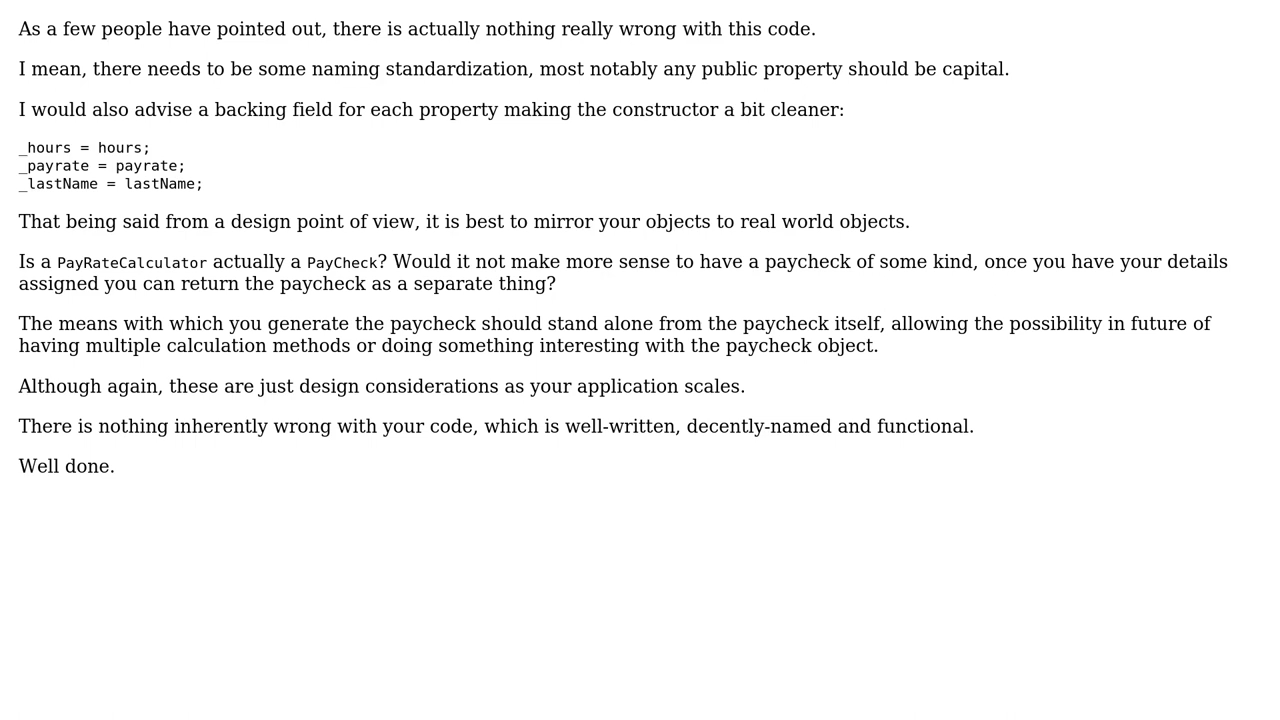 As a few people have pointed out, there is actually nothing really wrong with this code.
I mean, there needs to be some naming standardization, most notably any public property should be capital.
I would also advise a backing field for each property making the constructor a bit cleaner:
_hours = hours;
_payrate = payrate;
_lastName = lastName;
That being said from a design point of view, it is best to mirror your objects to real world objects.
Is a PayRateCalculator actually a PayCheck? Would it not make more sense to have a paycheck of some kind, once you have your details
assigned you can return the paycheck as a separate thing?
The means with which you generate the paycheck should stand alone from the paycheck itself, allowing the possibility in future of
having multiple calculation methods or doing something interesting with the paycheck object.
Although again, these are just design considerations as your application scales.
There is nothing inherently wrong with your code, which is well-written, decently-named and functional.
Well done.